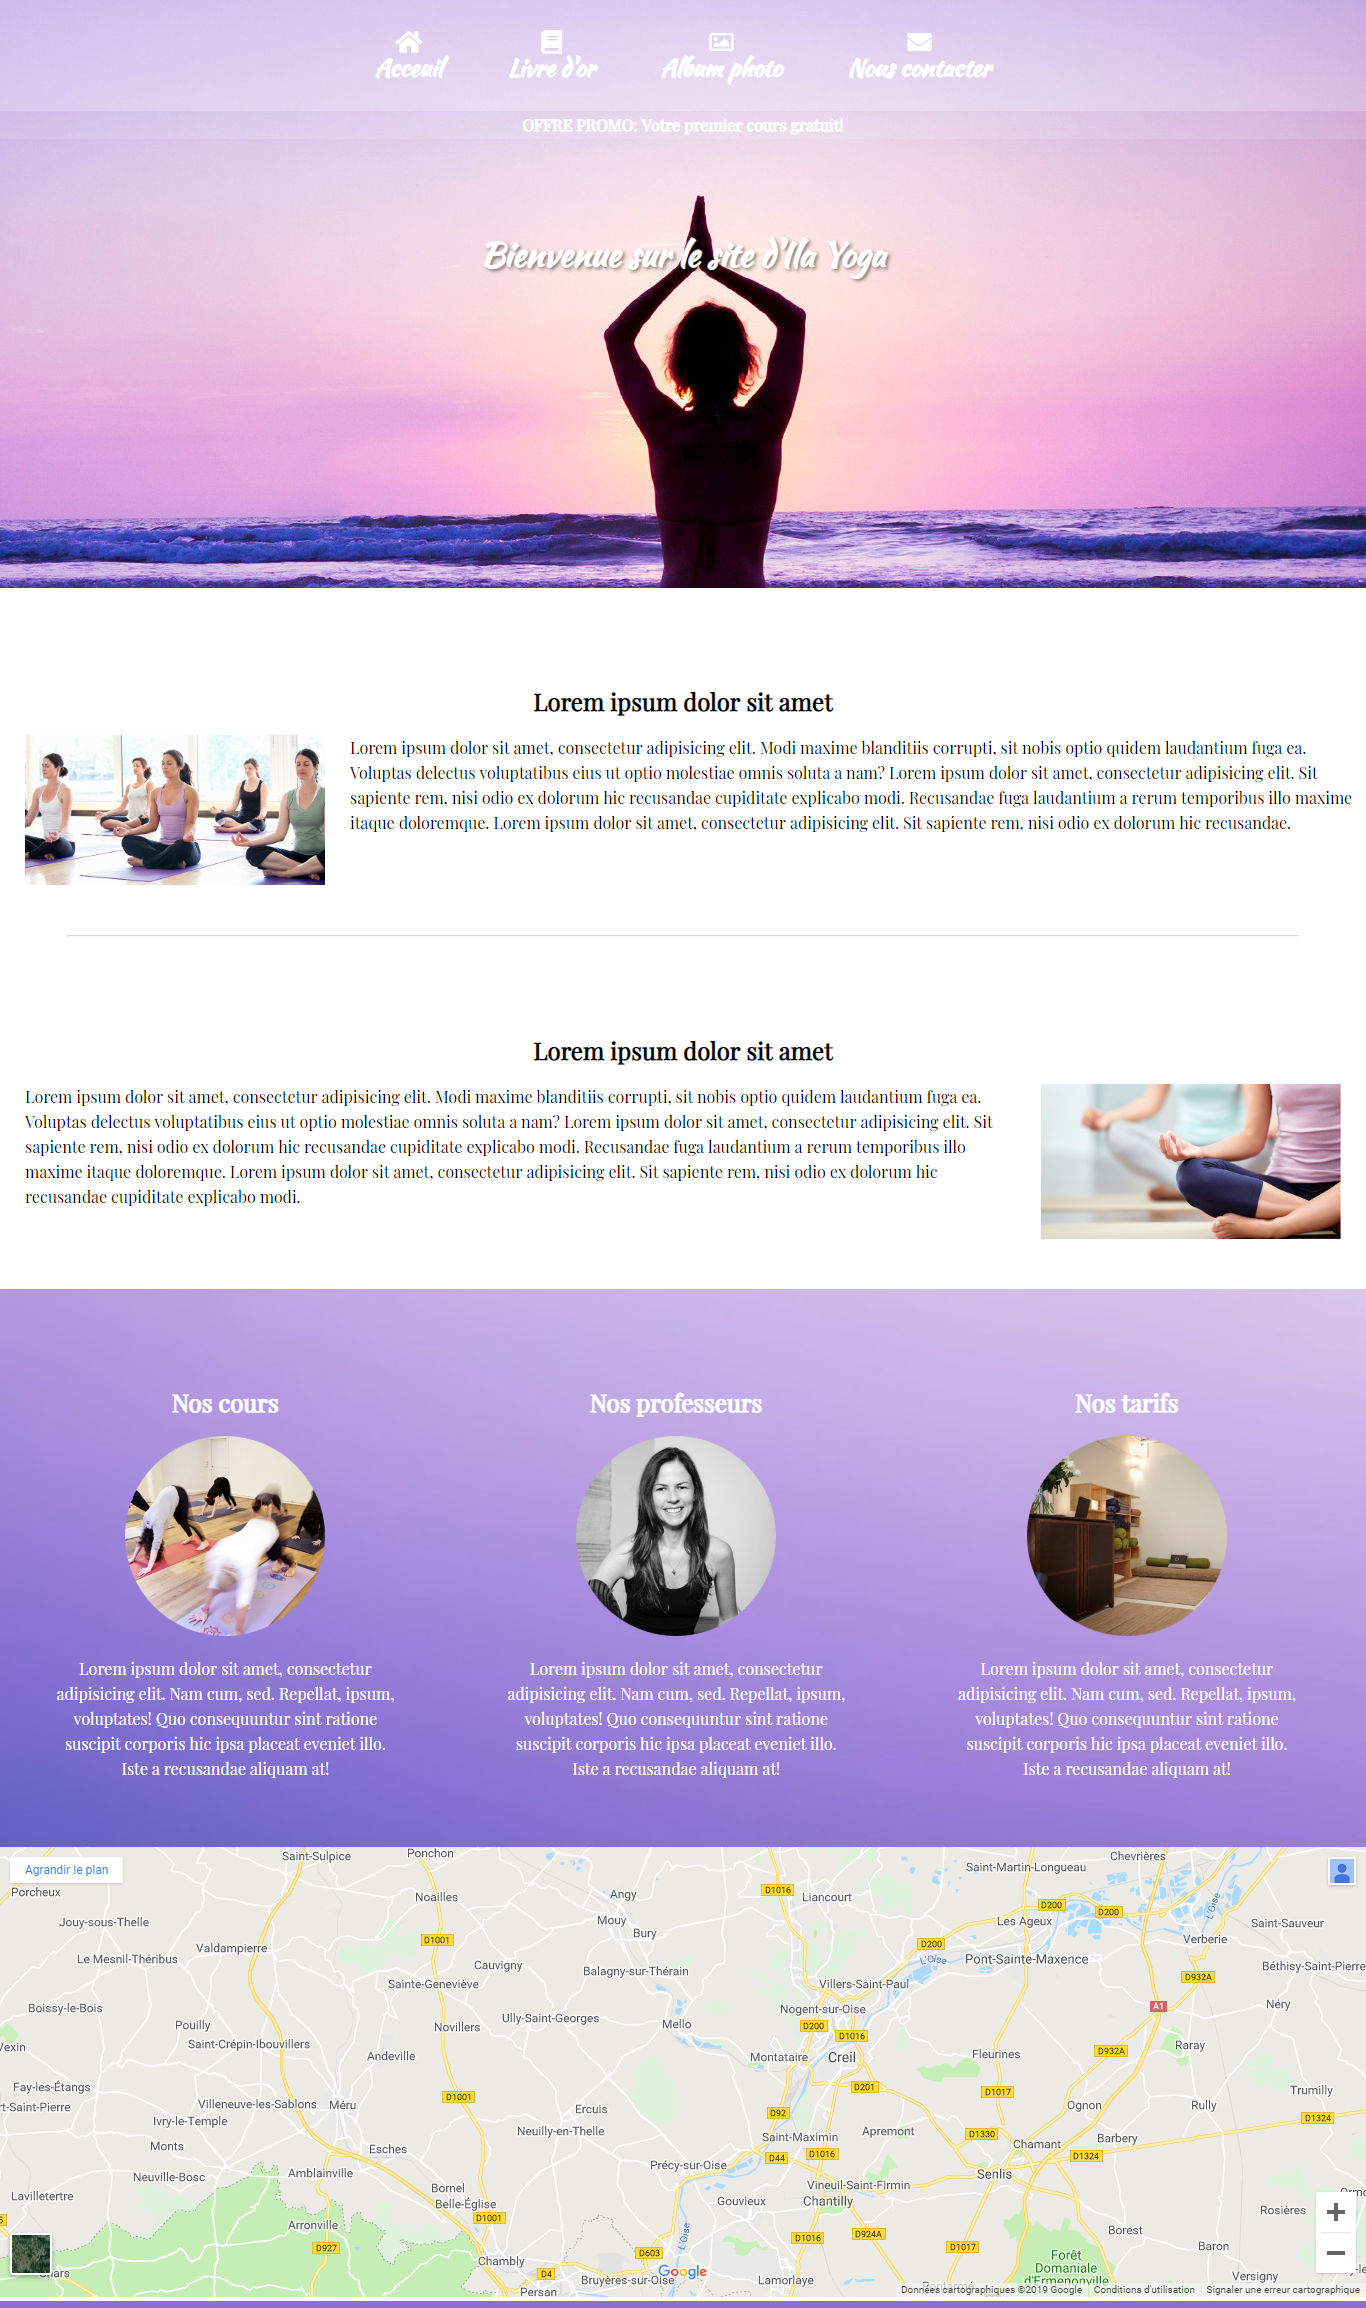 Acceuil
Livre d'or
Album photo
Nous contacter
OFFRE PROMO: Votre premier cours gratuit!
Bienvenue sur le site d'Ila Yoga
Lorem ipsum dolor sit amet
Lorem ipsum dolor sit amet, consectetur adipisicing elit. Modi maxime blanditiis corrupti, sit nobis optio quidem laudantium fuga ea.
Voluptas delectus voluptatibus eius ut optio molestiae omnis soluta a nam? Lorem ipsum dolor sit amet, consectetur adipisicing elit. Sit
sapiente rem, nisi odio ex dolorum hic recusandae cupiditate explicabo modi. Recusandae fuga laudantium a rerum temporibus illo maxime
itaque doloremque. Lorem ipsum dolor sit amet, consectetur adipisicing elit. Sit sapiente rem, nisi odio ex dolorum hic recusandae.
Lorem ipsum dolor sit amet
Lorem ipsum dolor sit amet, consectetur adipisicing elit. Modi maxime blanditiis corrupti, sit nobis optio quidem laudantium fuga ea.
Voluptas delectus voluptatibus eius ut optio molestiae omnis soluta a nam? Lorem ipsum dolor sit amet, consectetur adipisicing elit. Sit
sapiente rem, nisi odio ex dolorum hic recusandae cupiditate explicabo modi. Recusandae fuga laudantium a rerum temporibus illo
maxime itaque doloremque. Lorem ipsum dolor sit amet, consectetur adipisicing elit. Sit sapiente rem, nisi odio ex dolorum hic
recusandae cupiditate explicabo modi.
Nos cours
Lorem ipsum dolor sit amet, consectetur
adipisicing elit. Nam cum, sed. Repellat, ipsum,
voluptates! Quo consequuntur sint ratione
suscipit corporis hic ipsa placeat eveniet illo.
Iste a recusandae aliquam at!
Nos professeurs
Lorem ipsum dolor sit amet, consectetur
adipisicing elit. Nam cum, sed. Repellat, ipsum,
voluptates! Quo consequuntur sint ratione
suscipit corporis hic ipsa placeat eveniet illo.
Iste a recusandae aliquam at!
Nos tarifs
Lorem ipsum dolor sit amet, consectetur
adipisicing elit. Nam cum, sed. Repellat, ipsum,
voluptates! Quo consequuntur sint ratione
suscipit corporis hic ipsa placeat eveniet illo.
Iste a recusandae aliquam at!
Agrandir le plan
Saint-Sulpice
Ponchon
Chevrières
Saint-Martin-Longueau
Porcheux
Noailles
Angy
D1016
Liancourt
D200
D200
L'Oise
Jouy-sous-Thelle
Mouy
Les Ageux
Saint-Sauveur
Bury
Valdampierre
D1001
D200
Verberie
Le Mesnil-Théribus
Cauvigny
Balagny-sur-Thérain
L'Oise
Pont-Sainte-Maxence
Béthisy-Saint-Pierre
Sainte-Geneviève
Villers-Saint-Paul
D932A
Boissy-le-Bois
Nogent-sur-Oise
A1
Néry
Pouilly
Novillers
Ully-Saint-Georges
Mello
D200
D1016
Saint-Crépin-Ibouvillers
Andeville
Montataire
Creil
Fleurines
D932A
Raray
Fay-les-Étangs
D201
D1017
Trumilly
Villeneuve-les-Sablons
Méru
D1001
Ercuis
D92
Ognon
Rully
Ivry-le-Temple
D1324
Neuilly-en-Thelle
Saint-Maximin
Apremont
D1330
Barbery
Monts
Esches
D44
D1016
Chamant
D1324
Précy-sur-Oise
Neuville-Bosc
Amblainville
Senlis
Bornel
Vineuil-Saint-Firmin
Lavilletertre
Belle-Église
Gouvieux
Chantilly
Rosières
Arronville
D1001
L'Oise
Borest
D927
D1016
D924A
D1017
Baron
Chambly
D603
Forêt
Domaniale
d'Ermenonville
D4
Bruyères-sur-Oise
Google
Lamorlaye
Versigny
Persan
Données cartographiques ©2019 Google
Conditions d'utilisation
Signaler une erreur cartographique